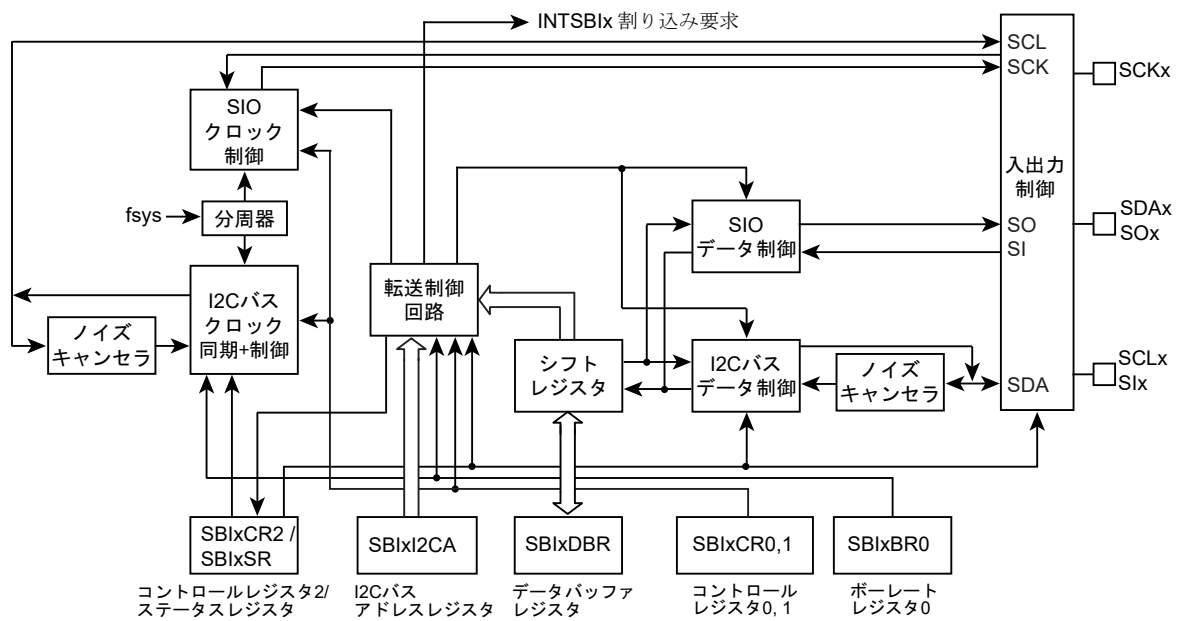 INTSBIx 割り込み要求
SCL
SCK
SCKx
SIO
クロック
制御
入出力
制御
fsys
分周器
SIO
データ制御
SO
SI
SDAx
SOx
I2Cバス
クロック
同期+制御
転送制御
回路
ノイズ
キャンセラ
シフト
レジスタ
I2Cバス
データ制御
ノイズ
キャンセラ
SDA
SCLx
SIx
SBIxCR2 /
SBIxSR
SBIxI2CA
SBIxDBR
SBIxCR0,1
SBIxBR0
コントロールレジスタ2/
ステータスレジスタ
I2Cバス
アドレスレジスタ
データバッファ
レジスタ
コントロール
レジスタ0, 1
ボーレート
レジスタ0